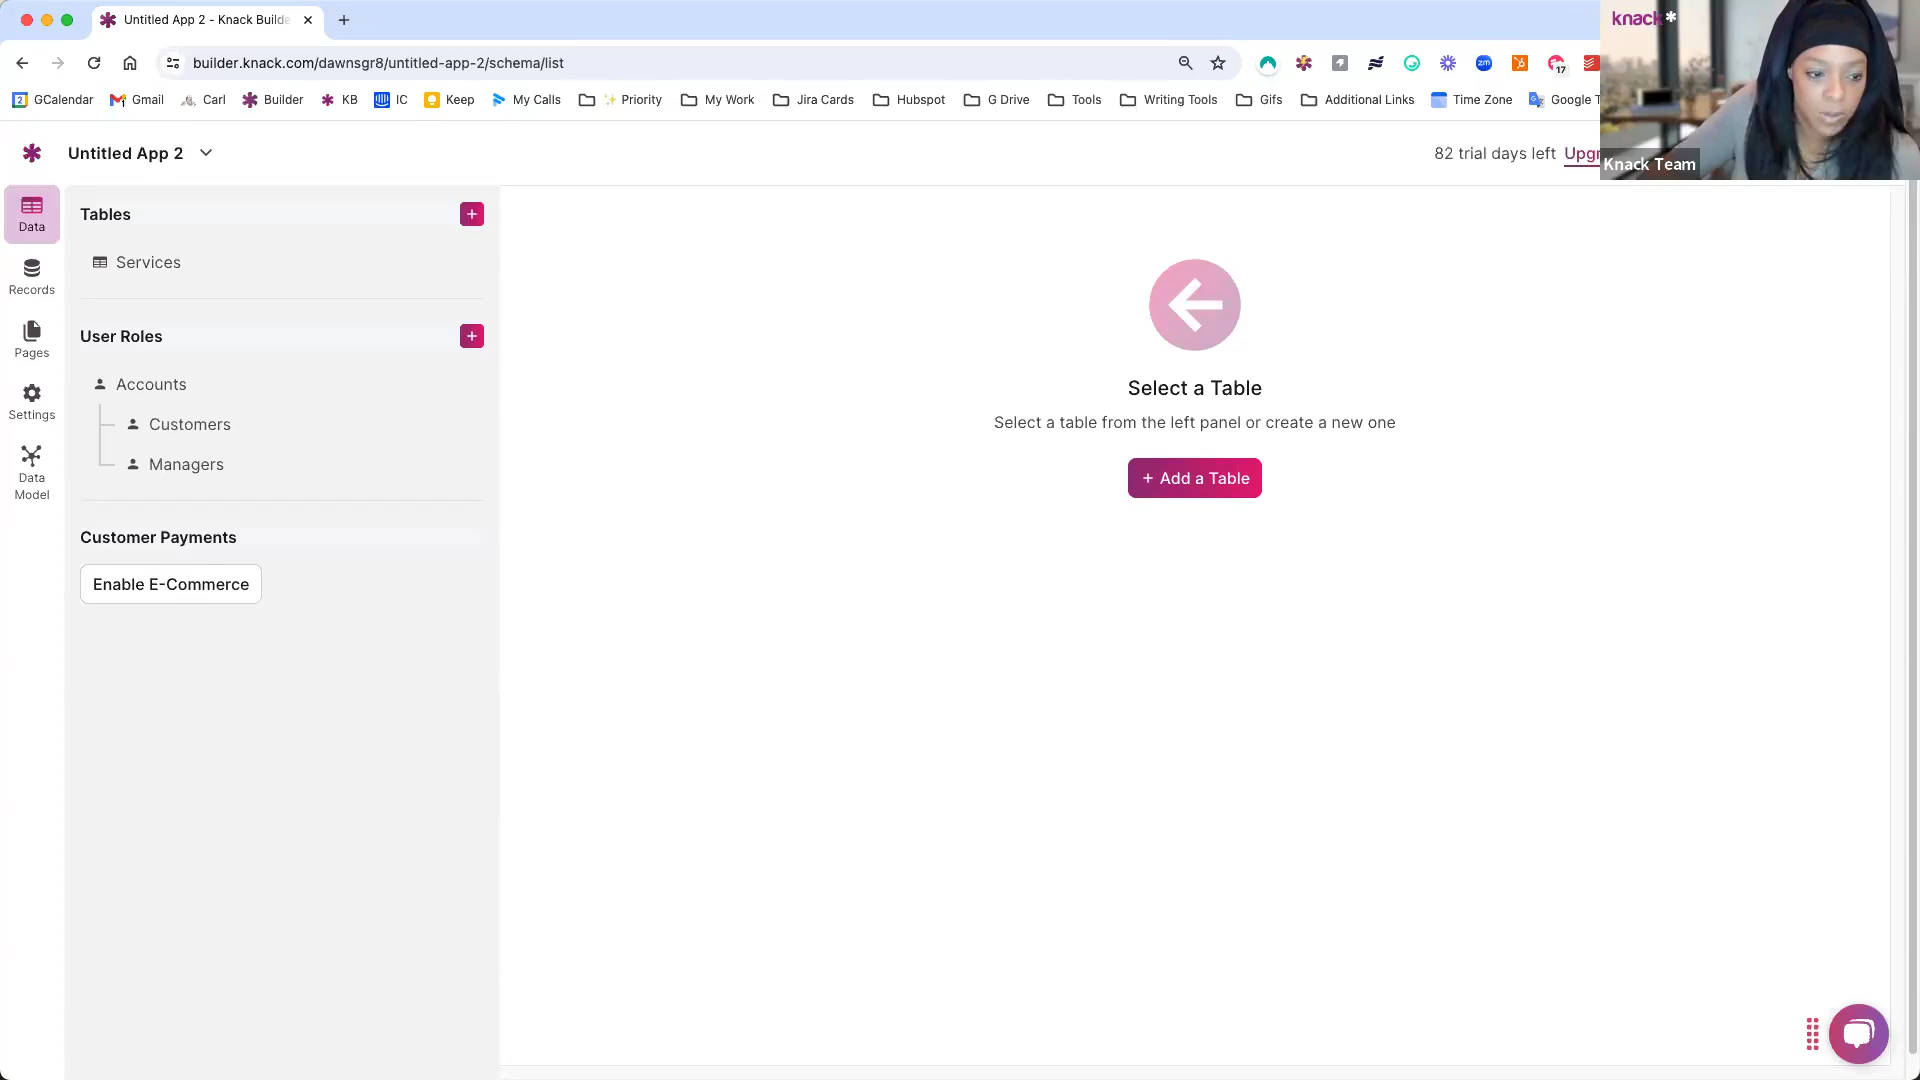 Untitled App 2 - Knack Builde
builder.knack.com/dawnsgr8/untitled-app-2/schema/list
17
zm
2 GCalendar Gmail Carl Builder KB IC Keep My Calls ✨ Priority My Work Jira Cards Hubspot G Drive Tools Writing Tools Gifs Additional Links Time Zone Google T
knack*
Knack Team
Untitled App 2
82 trial days left Upgr
Data
Records
Pages
Settings
Data
Model
Tables
Services
User Roles
Accounts
Customers
Managers
Customer Payments
Enable E-Commerce
Select a Table
Select a table from the left panel or create a new one
+ Add a Table